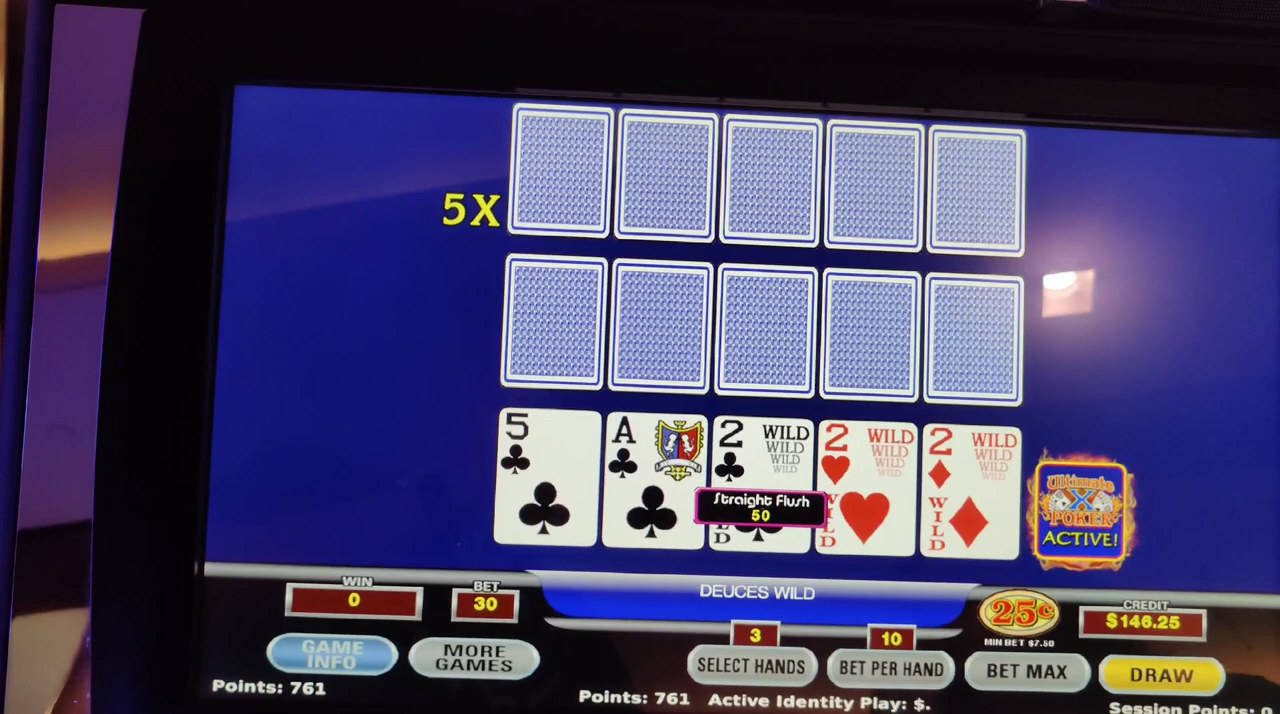 5X
5
A
2
WILD
WILD
WILD
WILD
2
WILD
WILD
WILD
WILD
2
WILD
WILD
WILD
WILD
Straight Flush
50
D
WILD
WILD
Ultimate
X
POKER
ACTIVE!
WIN
0
BET
30
DEUCES WILD
25¢
MIN BET $7.50
CREDIT
$146.25
GAME
INFO
MORE
GAMES
3
SELECT HANDS
10
BET PER HAND
BET MAX
DRAW
Points: 761
Points: 761
Active Identity Play: $.
Session Points: 0